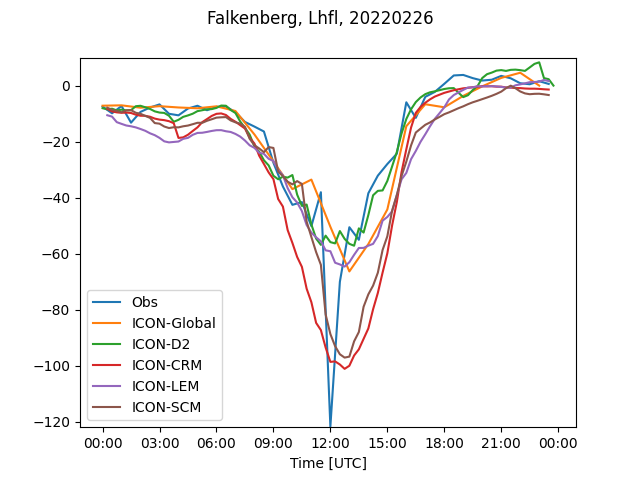 Falkenberg, Lhfl, 20220226
0
−20
−40
−60
−80
−100
−120
Obs
ICON-Global
ICON-D2
ICON-CRM
ICON-LEM
ICON-SCM
00:00 03:00 06:00 09:00 12:00 15:00 18:00 21:00 00:00
Time [UTC]